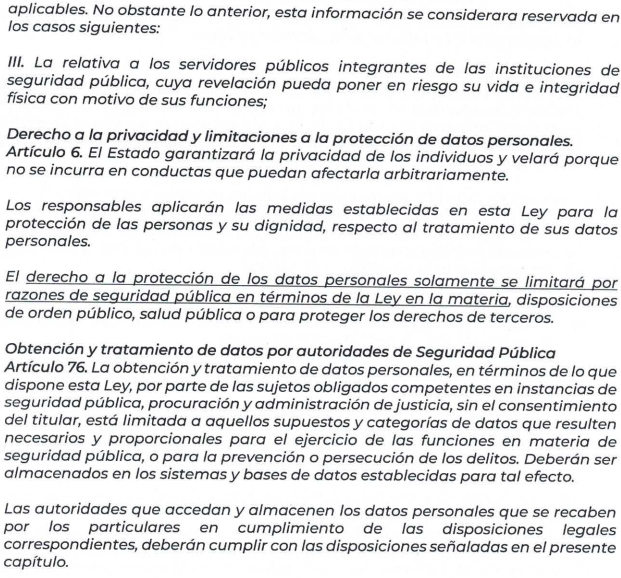 aplicables. No obstante lo anterior, esta información se considerara reservada en
los casos siguientes:
III. La relativa a los servidores públicos integrantes de las instituciones de
seguridad pública, cuya revelación pueda poner en riesgo su vida e integridad
física con motivo de sus funciones;
Derecho a la privacidad y limitaciones a la protección de datos personales.
Artículo 6. El Estado garantizará la privacidad de los individuos y velará porque
no se incurra en conductas que puedan afectarla arbitrariamente.
Los responsables aplicarán las medidas establecidas en esta Ley para la
protección de las personas y su dignidad, respecto al tratamiento de sus datos
personales.
El derecho a la protección de los datos personales solamente se limitará por
razones de seguridad pública en términos de la Ley en la materia, disposiciones
de orden público, salud pública o para proteger los derechos de terceros.
Obtención y tratamiento de datos por autoridades de Seguridad Pública
Artículo 76. La obtención y tratamiento de datos personales, en términos de lo que
dispone esta Ley, por parte de las sujetos obligados competentes en instancias de
seguridad pública, procuración y administración de justicia, sin el consentimiento
del titular, está limitada a aquellos supuestos y categorías de datos que resulten
necesarios y proporcionales para el ejercicio de las funciones en materia de
seguridad pública, o para la prevención o persecución de los delitos. Deberán ser
almacenados en los sistemas y bases de datos establecidas para tal efecto.
Las autoridades que accedan y almacenen los datos personales que se recaben
por los particulares en cumplimiento de las disposiciones legales
correspondientes, deberán cumplir con las disposiciones señaladas en el presente
capítulo.